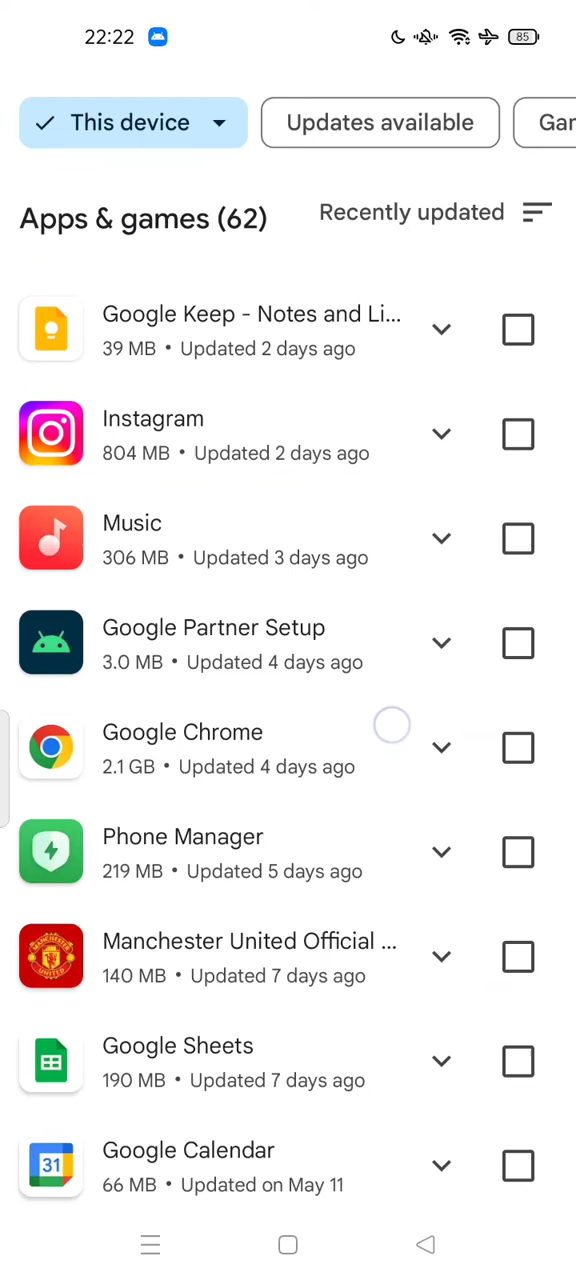 22:22
85
This device
Updates available
Gar
Apps & games (62)
Recently updated
Google Keep - Notes and Li...
39 MB • Updated 2 days ago
Instagram
804 MB • Updated 2 days ago
Music
306 MB • Updated 3 days ago
Google Partner Setup
3.0 MB • Updated 4 days ago
Google Chrome
2.1 GB • Updated 4 days ago
Phone Manager
219 MB • Updated 5 days ago
Manchester United Official ...
140 MB • Updated 7 days ago
Google Sheets
190 MB • Updated 7 days ago
31
Google Calendar
66 MB • Updated on May 11